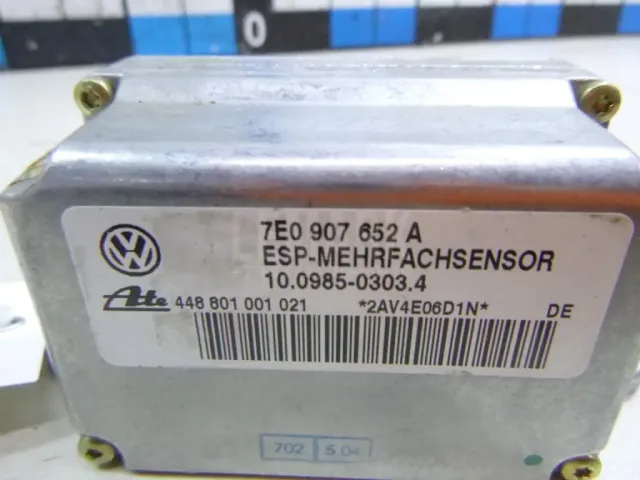 0
7E0 907 652 A
ESP-MEHRFACHSENSOR
10.0985-0303.4
Ate 448 801 001 021 *2AV4E06D1N* DE
702 5.04